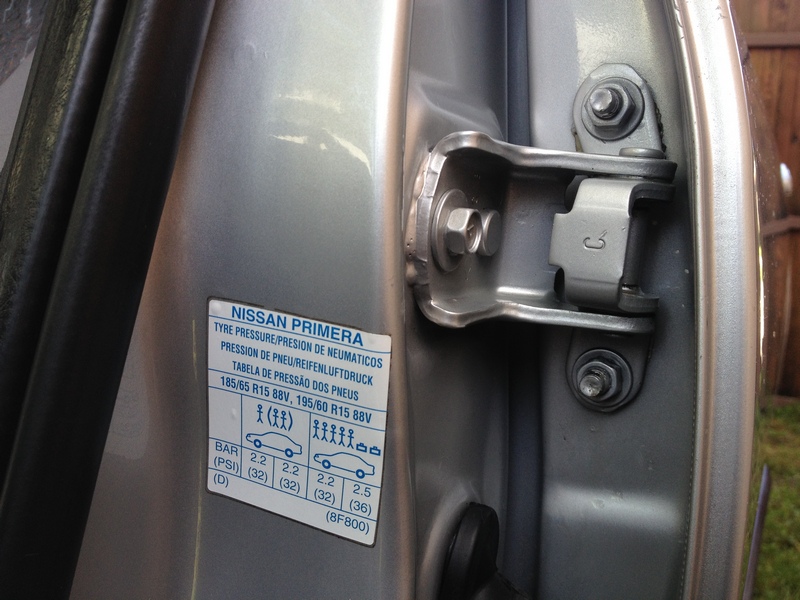 NISSAN PRIMERA
TYRE PRESSURE/PRESION DE NEUMATICOS
PRESSION DE PNEU/REIFENLUFTDRUCK
TABELA DE PRESSÃO DOS PNEUS
185/65 R15 88V, 195/60 R15 88V
BAR 2.2 2.2 2.2 2.5
(PSI) (32) (32) (32) (36)
(D) (8F800)
C